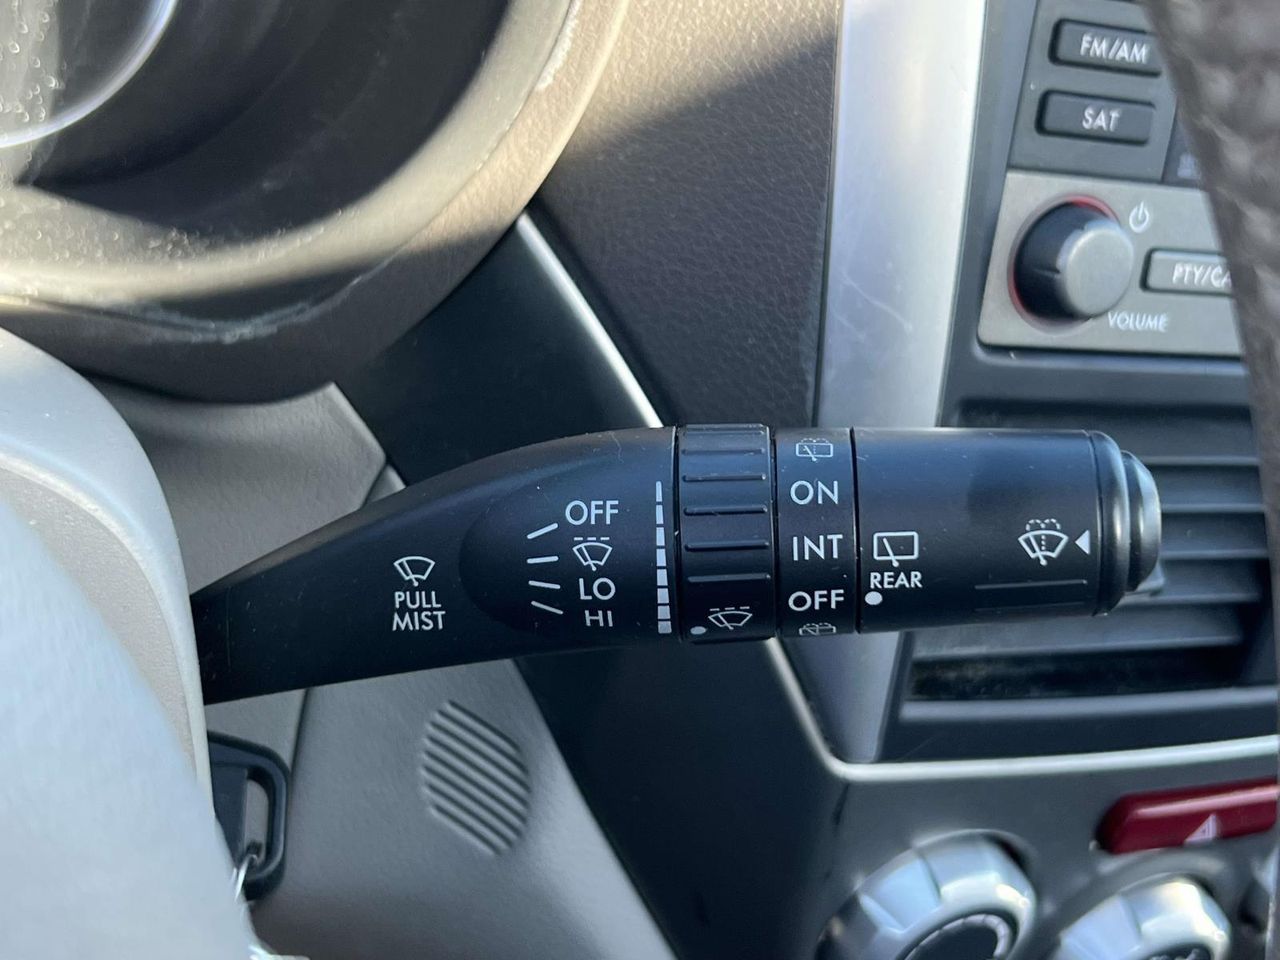 FM/AM
SAT
PTY/CA
VOLUME
PULL
MIST
OFF
LO
HI
ON
INT
OFF
REAR